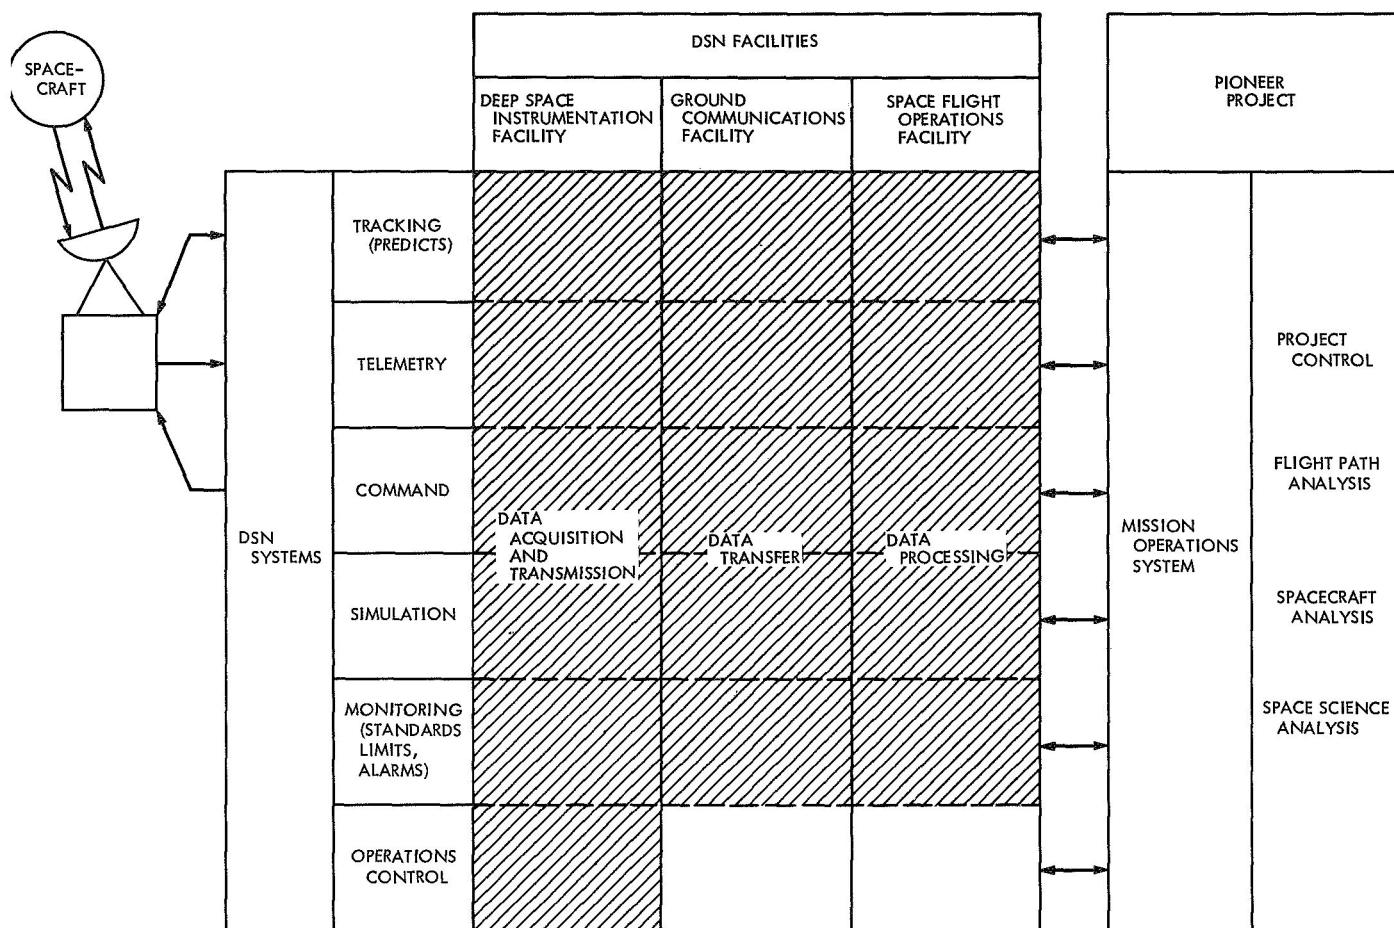 SPACE-
CRAFT
DSN FACILITIES
DEEP SPACE
INSTRUMENTATION
FACILITY
GROUND
COMMUNICATIONS
FACILITY
SPACE FLIGHT
OPERATIONS
FACILITY
PIONEER
PROJECT
DSN
SYSTEMS
TRACKING
(PREDICTS)
TELEMETRY
COMMAND
SIMULATION
MONITORING
(STANDARDS
LIMITS,
ALARMS)
OPERATIONS
CONTROL
DATA
ACQUISITION
AND
TRANSMISSION
DATA
TRANSFER
DATA
PROCESSING
MISSION
OPERATIONS
SYSTEM
PROJECT
CONTROL
FLIGHT PATH
ANALYSIS
SPACECRAFT
ANALYSIS
SPACE SCIENCE
ANALYSIS